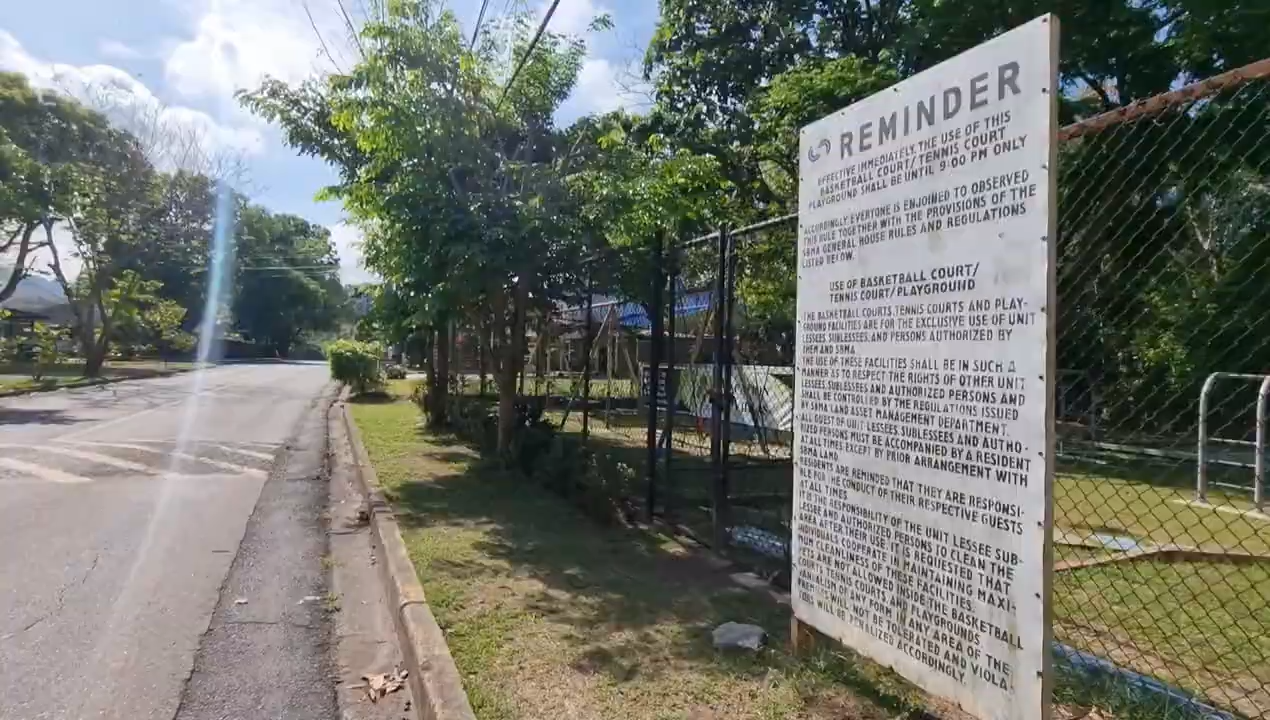 REMINDER
EFFECTIVE IMMEDIATELY, THE USE OF THIS
BASKETBALL COURT/TENNIS COURT
PLAYGROUND SHALL BE UNTIL 9:00 PM ONLY
ACCORDINGLY, EVERYONE IS ENJOINED TO OBSERVED
THIS RULE TOGETHER WITH THE PROVISIONS OF THE
SBMA GENERAL HOUSE RULES AND REGULATIONS
LISTED BELOW.
USE OF BASKETBALL COURT/
TENNIS COURT/PLAYGROUND
THE BASKETBALL COURTS, TENNIS COURTS AND PLAY-
GROUND FACILITIES ARE FOR THE EXCLUSIVE USE OF UNIT
LESSEES, SUBLESSEES, AND PERSONS AUTHORIZED BY
THEM AND SBMA.
THE USE OF THESE FACILITIES SHALL BE IN SUCH A
MANNER AS TO RESPECT THE RIGHTS OF OTHER UNIT
LESSEES, SUBLESSEES AND AUTHORIZED PERSONS AND
SHALL BE CONTROLLED BY THE REGULATIONS ISSUED
BY SBMA LAND ASSET MANAGEMENT DEPARTMENT.
ALL GUEST OF UNIT LESSEES SUBLESSEES AND AUTHO-
RIZED PERSONS MUST BE ACCOMPANIED BY A RESIDENT
AT ALL TIMES EXCEPT BY PRIOR ARRANGEMENT WITH
SBMA LAND.
RESIDENTS ARE REMINDED THAT THEY ARE RESPONSI-
BLE FOR THE CONDUCT OF THEIR RESPECTIVE GUESTS
AT ALL TIMES
IT IS THE RESPONSIBILITY OF THE UNIT LESSEE SUB-
LESSEE AND AUTHORIZED PERSONS TO CLEAN THE
AREA AFTER THEIR USE. IT IS REQUESTED THAT
INDIVIDUALS COOPERATE IN MAINTAINING MAXI-
MUM CLEANLINESS OF THESE FACILITIES.
PETS ARE NOT ALLOWED INSIDE THE BASKETBALL
COURTS, TENNIS COURTS, AND PLAYGROUNDS
VANDALISM OF ANY FORM IN ANY AREA OF THE
PREMISES WILL NOT BE TOLERATED AND VIOLA-
TORS WILL BE PENALIZED ACCORDINGLY.